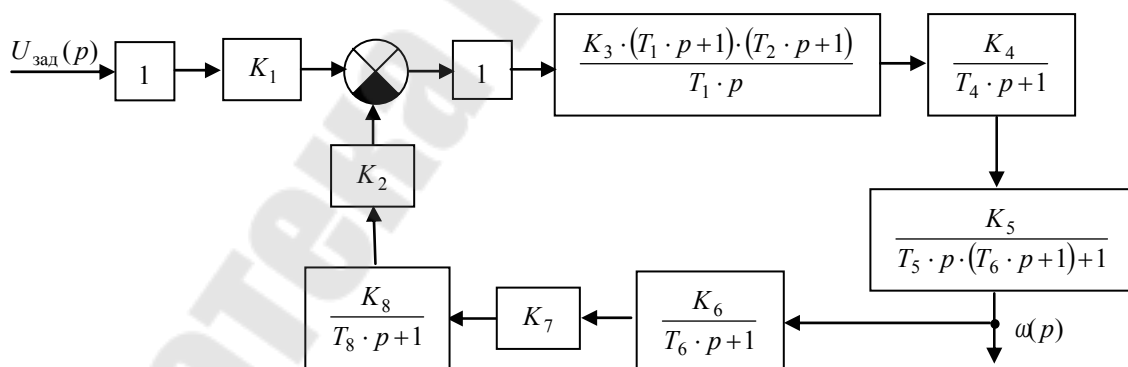 U_зад(p)
1
K_1
1
K_3 · (T_1 · p+1) · (T_2 · p+1)
T_1 · p
K_4
T_4 · p+1
K_2
K_5
T_5 · p · (T_6 · p+1)+1
K_8
T_8 · p+1
K_7
K_6
T_6 · p+1
ω(p)